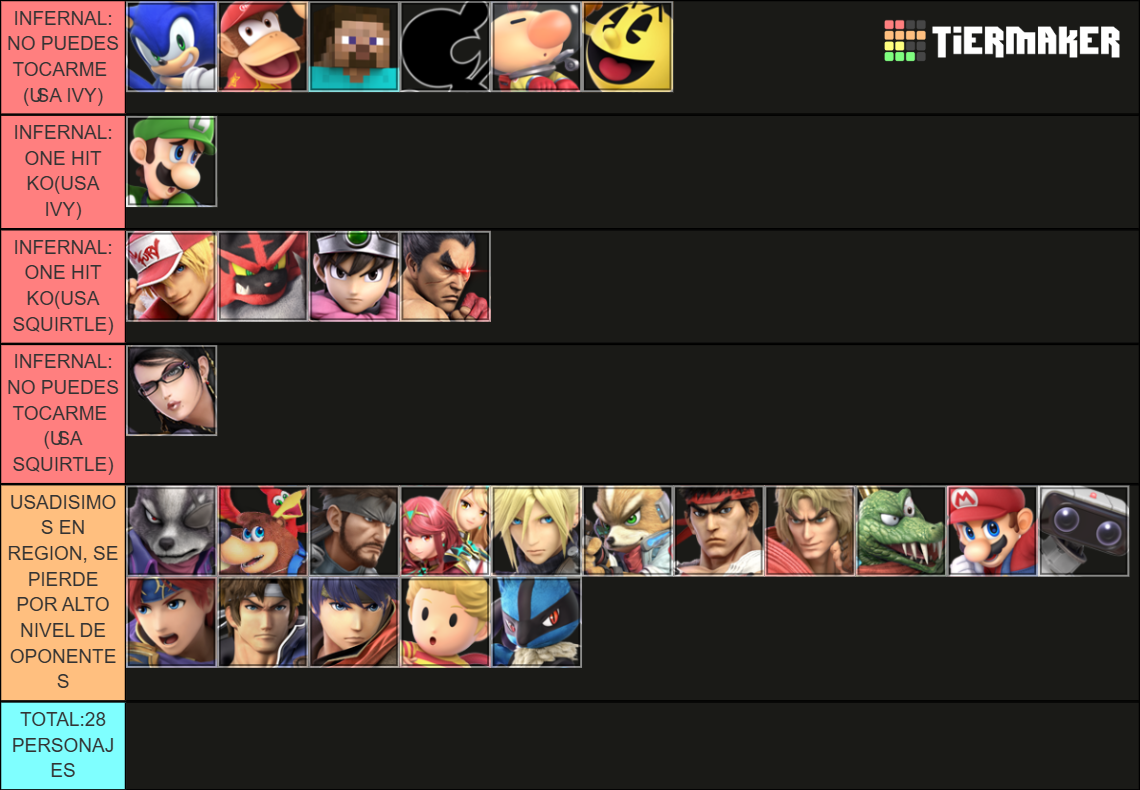 INFERNAL:
NO PUEDES
TOCARME
(USA IVY)
TiERMAKER
INFERNAL:
ONE HIT
KO(USA
IVY)
L
INFERNAL:
ONE HIT
KO(USA
SQUIRTLE)
FURY
INFERNAL:
NO PUEDES
TOCARME
(USA
SQUIRTLE)
USADISIMO
S EN
REGION, SE
PIERDE
POR ALTO
NIVEL DE
OPONENTE
S
M
TOTAL:28
PERSONAJ
ES